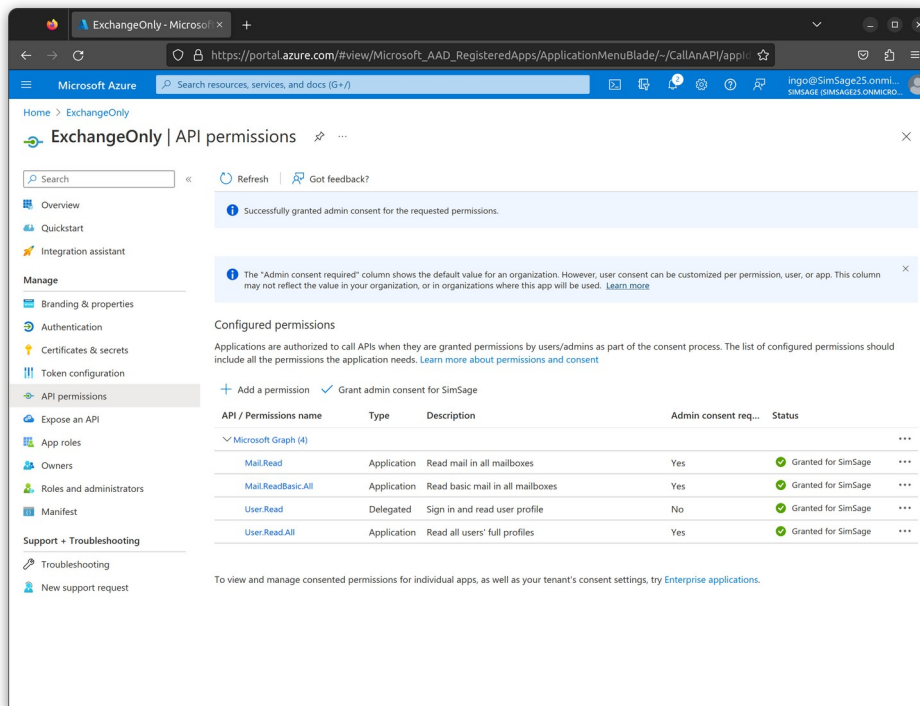 ExchangeOnly - Microsof
https://portal.azure.com/#view/Microsoft_AAD_RegisteredApps/ApplicationMenuBlade/~/CallAnAPI/appId
Microsoft Azure
Search resources, services, and docs (G+/)
2
ingo@SimSage25.onmi...
SIMSAGE (SIMSAGE25.ONMICRO...
Home > ExchangeOnly
ExchangeOnly | API permissions
Search
Refresh
Got feedback?
Overview
Quickstart
Integration assistant
Manage
Branding & properties
Authentication
Certificates & secrets
Token configuration
API permissions
Expose an API
App roles
Owners
Roles and administrators
Manifest
Support + Troubleshooting
Troubleshooting
New support request
Successfully granted admin consent for the requested permissions.
The "Admin consent required" column shows the default value for an organization. However, user consent can be customized per permission, user, or app. This column
may not reflect the value in your organization, or in organizations where this app will be used. Learn more
Configured permissions
Applications are authorized to call APIs when they are granted permissions by users/admins as part of the consent process. The list of configured permissions should
include all the permissions the application needs. Learn more about permissions and consent
Add a permission
Grant admin consent for SimSage
API / Permissions name Type Description Admin consent req... Status
Microsoft Graph (4)
Mail.Read Application Read mail in all mailboxes Yes Granted for SimSage
Mail.ReadBasic.All Application Read basic mail in all mailboxes Yes Granted for SimSage
User.Read Delegated Sign in and read user profile No Granted for SimSage
User.Read.All Application Read all users' full profiles Yes Granted for SimSage
To view and manage consented permissions for individual apps, as well as your tenant's consent settings, try Enterprise applications.